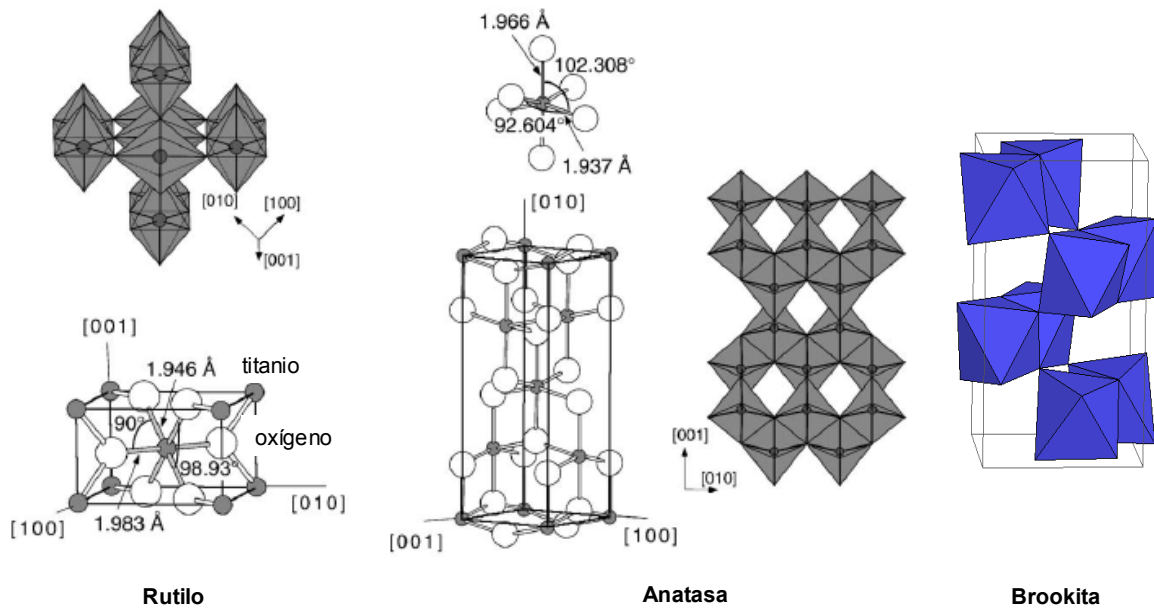 [010]
[100]
[001]
[001]
1.946 Å
titanio
90°
oxígeno
98.93°
[010]
[100]
1.983 Å
1.966 Å
102.308°
92.604°
1.937 Å
[010]
[001]
[100]
[001]
[010]
Rutilo
Anatasa
Brookita